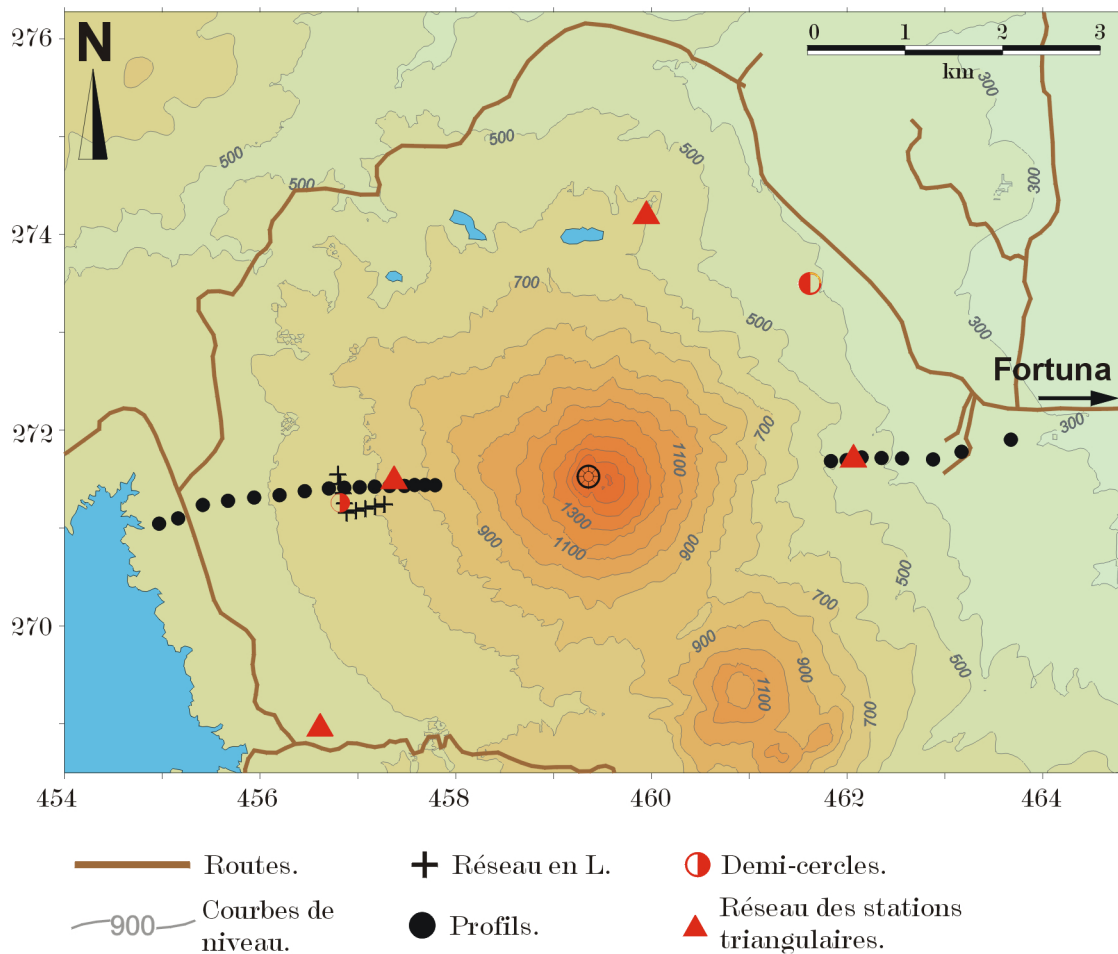 276
274
272
270
454
456
458
460
462
464
N
0 1 2 3
km
300
500
500
500
500
300
700
500
300
Fortuna
300
700
1100
1300
1100
900
900
500
700
900
900
1100
500
700
Routes.
Réseau en L.
Demi-cercles.
900
Courbes de
niveau.
Profils.
Réseau des stations
triangulaires.